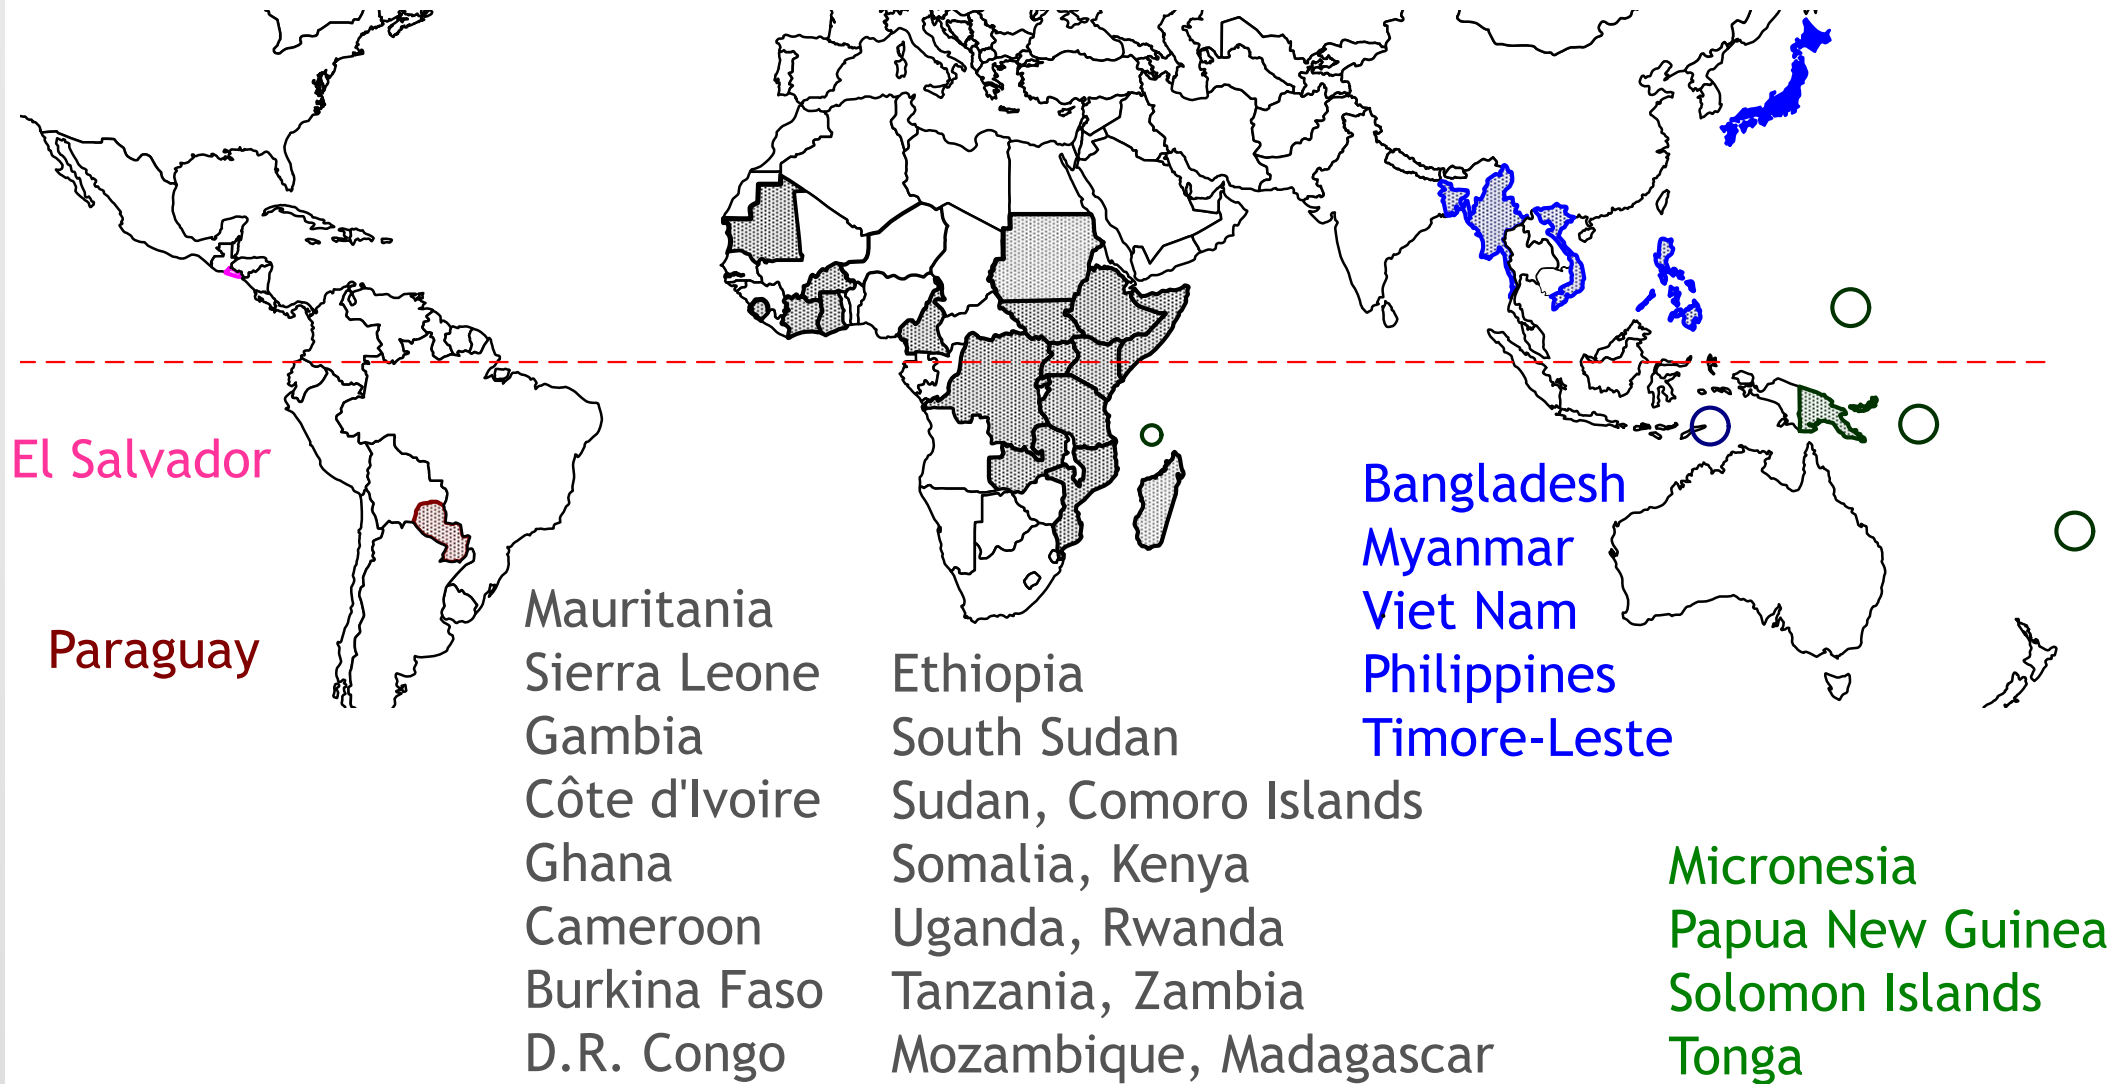 El Salvador
Paraguay
Mauritania
Sierra Leone
Gambia
Côte d'Ivoire
Ghana
Cameroon
Burkina Faso
D.R. Congo
Ethiopia
South Sudan
Sudan, Comoro Islands
Somalia, Kenya
Uganda, Rwanda
Tanzania, Zambia
Mozambique, Madagascar
Bangladesh
Myanmar
Viet Nam
Philippines
Timore-Leste
Micronesia
Papua New Guinea
Solomon Islands
Tonga